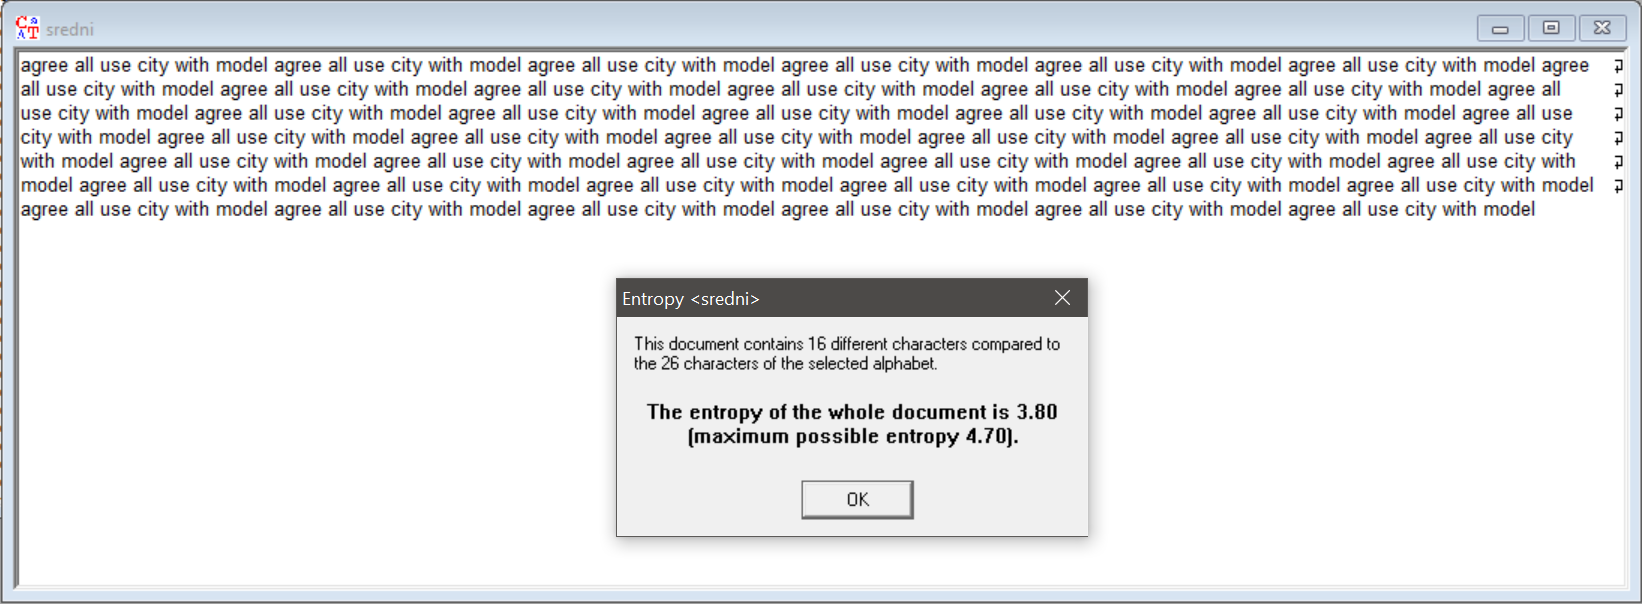 sredni
agree all use city with model agree all use city with model agree all use city with model agree all use city with model agree all use city with model agree all use city with model agree
all use city with model agree all use city with model agree all use city with model agree all use city with model agree all use city with model agree all use city with model agree all
use city with model agree all use city with model agree all use city with model agree all use city with model agree all use city with model agree all use city with model agree all use
city with model agree all use city with model agree all use city with model agree all use city with model agree all use city with model agree all use city with model agree all use city
with model agree all use city with model agree all use city with model agree all use city with model agree all use city with model agree all use city with model agree all use city with
model agree all use city with model agree all use city with model agree all use city with model agree all use city with model agree all use city with model agree all use city with model
agree all use city with model agree all use city with model agree all use city with model agree all use city with model agree all use city with model agree all use city with model
Entropy <sredni>
This document contains 16 different characters compared to
the 26 characters of the selected alphabet.
The entropy of the whole document is 3.80
(maximum possible entropy 4.70).
OK